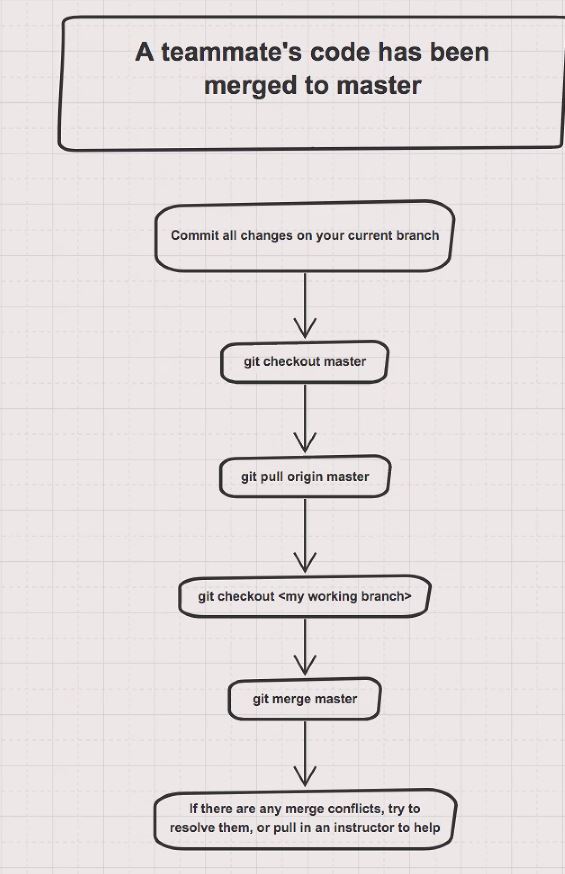 A teammate's code has been
merged to master
Commit all changes on your current branch
git checkout master
git pull origin master
git checkout <my working branch>
git merge master
If there are any merge conflicts, try to
resolve them, or pull in an instructor to help